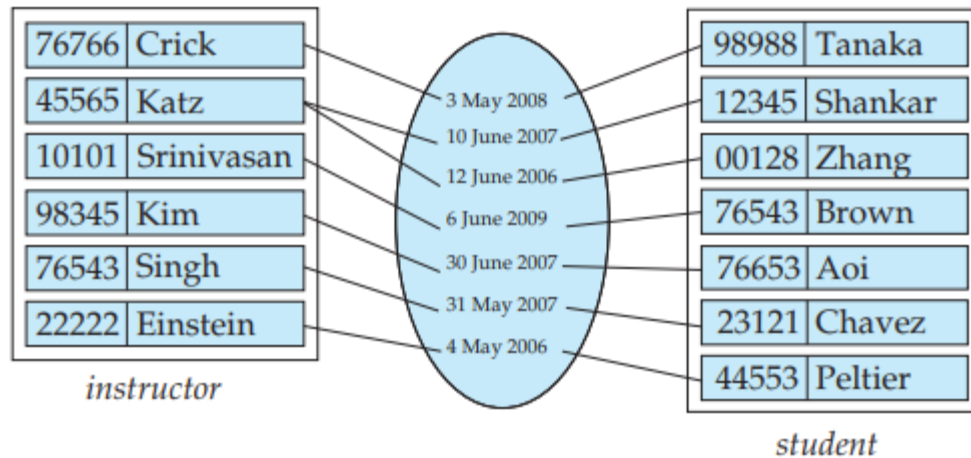 76766 Crick
45565 Katz
10101 Srinivasan
98345 Kim
76543 Singh
22222 Einstein
instructor
3 May 2008
10 June 2007
12 June 2006
6 June 2009
30 June 2007
31 May 2007
4 May 2006
98988 Tanaka
12345 Shankar
00128 Zhang
76543 Brown
76653 Aoi
23121 Chavez
44553 Peltier
student